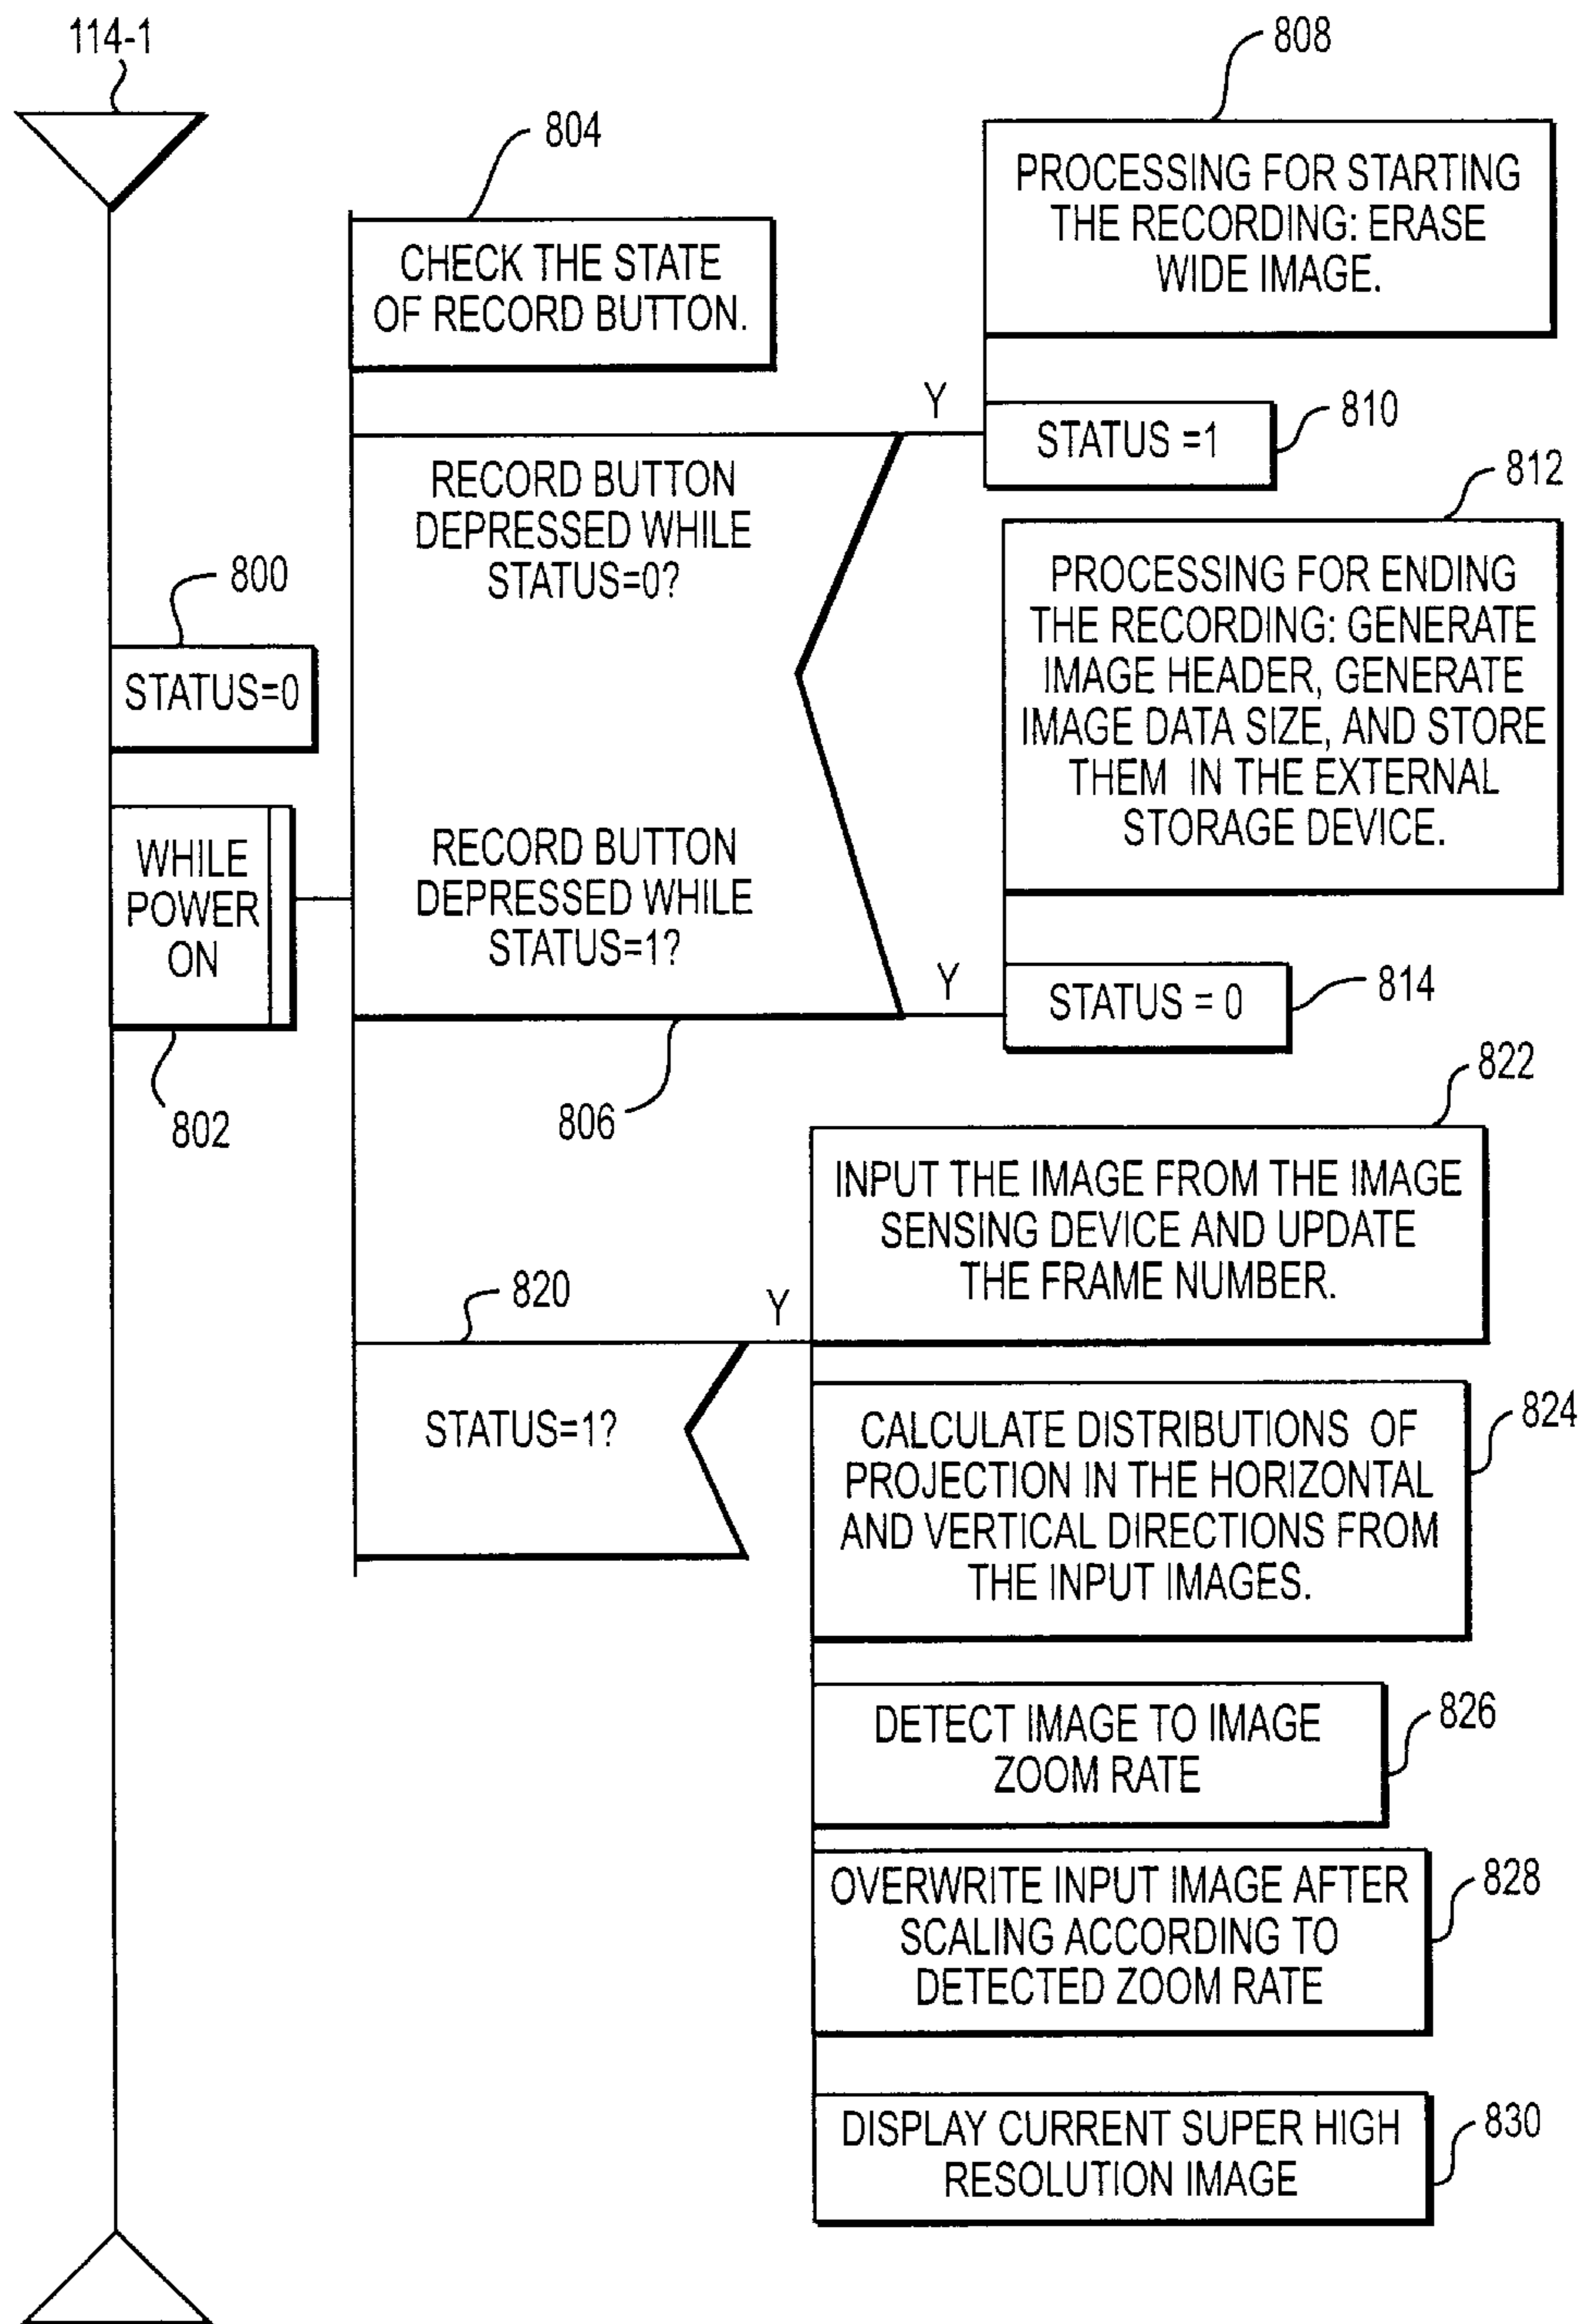 114-1
808
804
PROCESSING FOR STARTING
THE RECORDING: ERASE
WIDE IMAGE.
CHECK THE STATE
OF RECORD BUTTON.
Y
STATUS =1
810
RECORD BUTTON
DEPRESSED WHILE
STATUS=0?
812
800
STATUS=0
PROCESSING FOR ENDING
THE RECORDING: GENERATE
IMAGE HEADER, GENERATE
IMAGE DATA SIZE, AND STORE
THEM IN THE EXTERNAL
STORAGE DEVICE.
WHILE
POWER
ON
802
RECORD BUTTON
DEPRESSED WHILE
STATUS=1?
Y
STATUS = 0
814
806
822
INPUT THE IMAGE FROM THE IMAGE
SENSING DEVICE AND UPDATE
THE FRAME NUMBER.
820
Y
STATUS=1?
CALCULATE DISTRIBUTIONS OF
PROJECTION IN THE HORIZONTAL
AND VERTICAL DIRECTIONS FROM
THE INPUT IMAGES.
824
DETECT IMAGE TO IMAGE
ZOOM RATE
826
OVERWRITE INPUT IMAGE AFTER
SCALING ACCORDING TO
DETECTED ZOOM RATE
828
DISPLAY CURRENT SUPER HIGH
RESOLUTION IMAGE
830